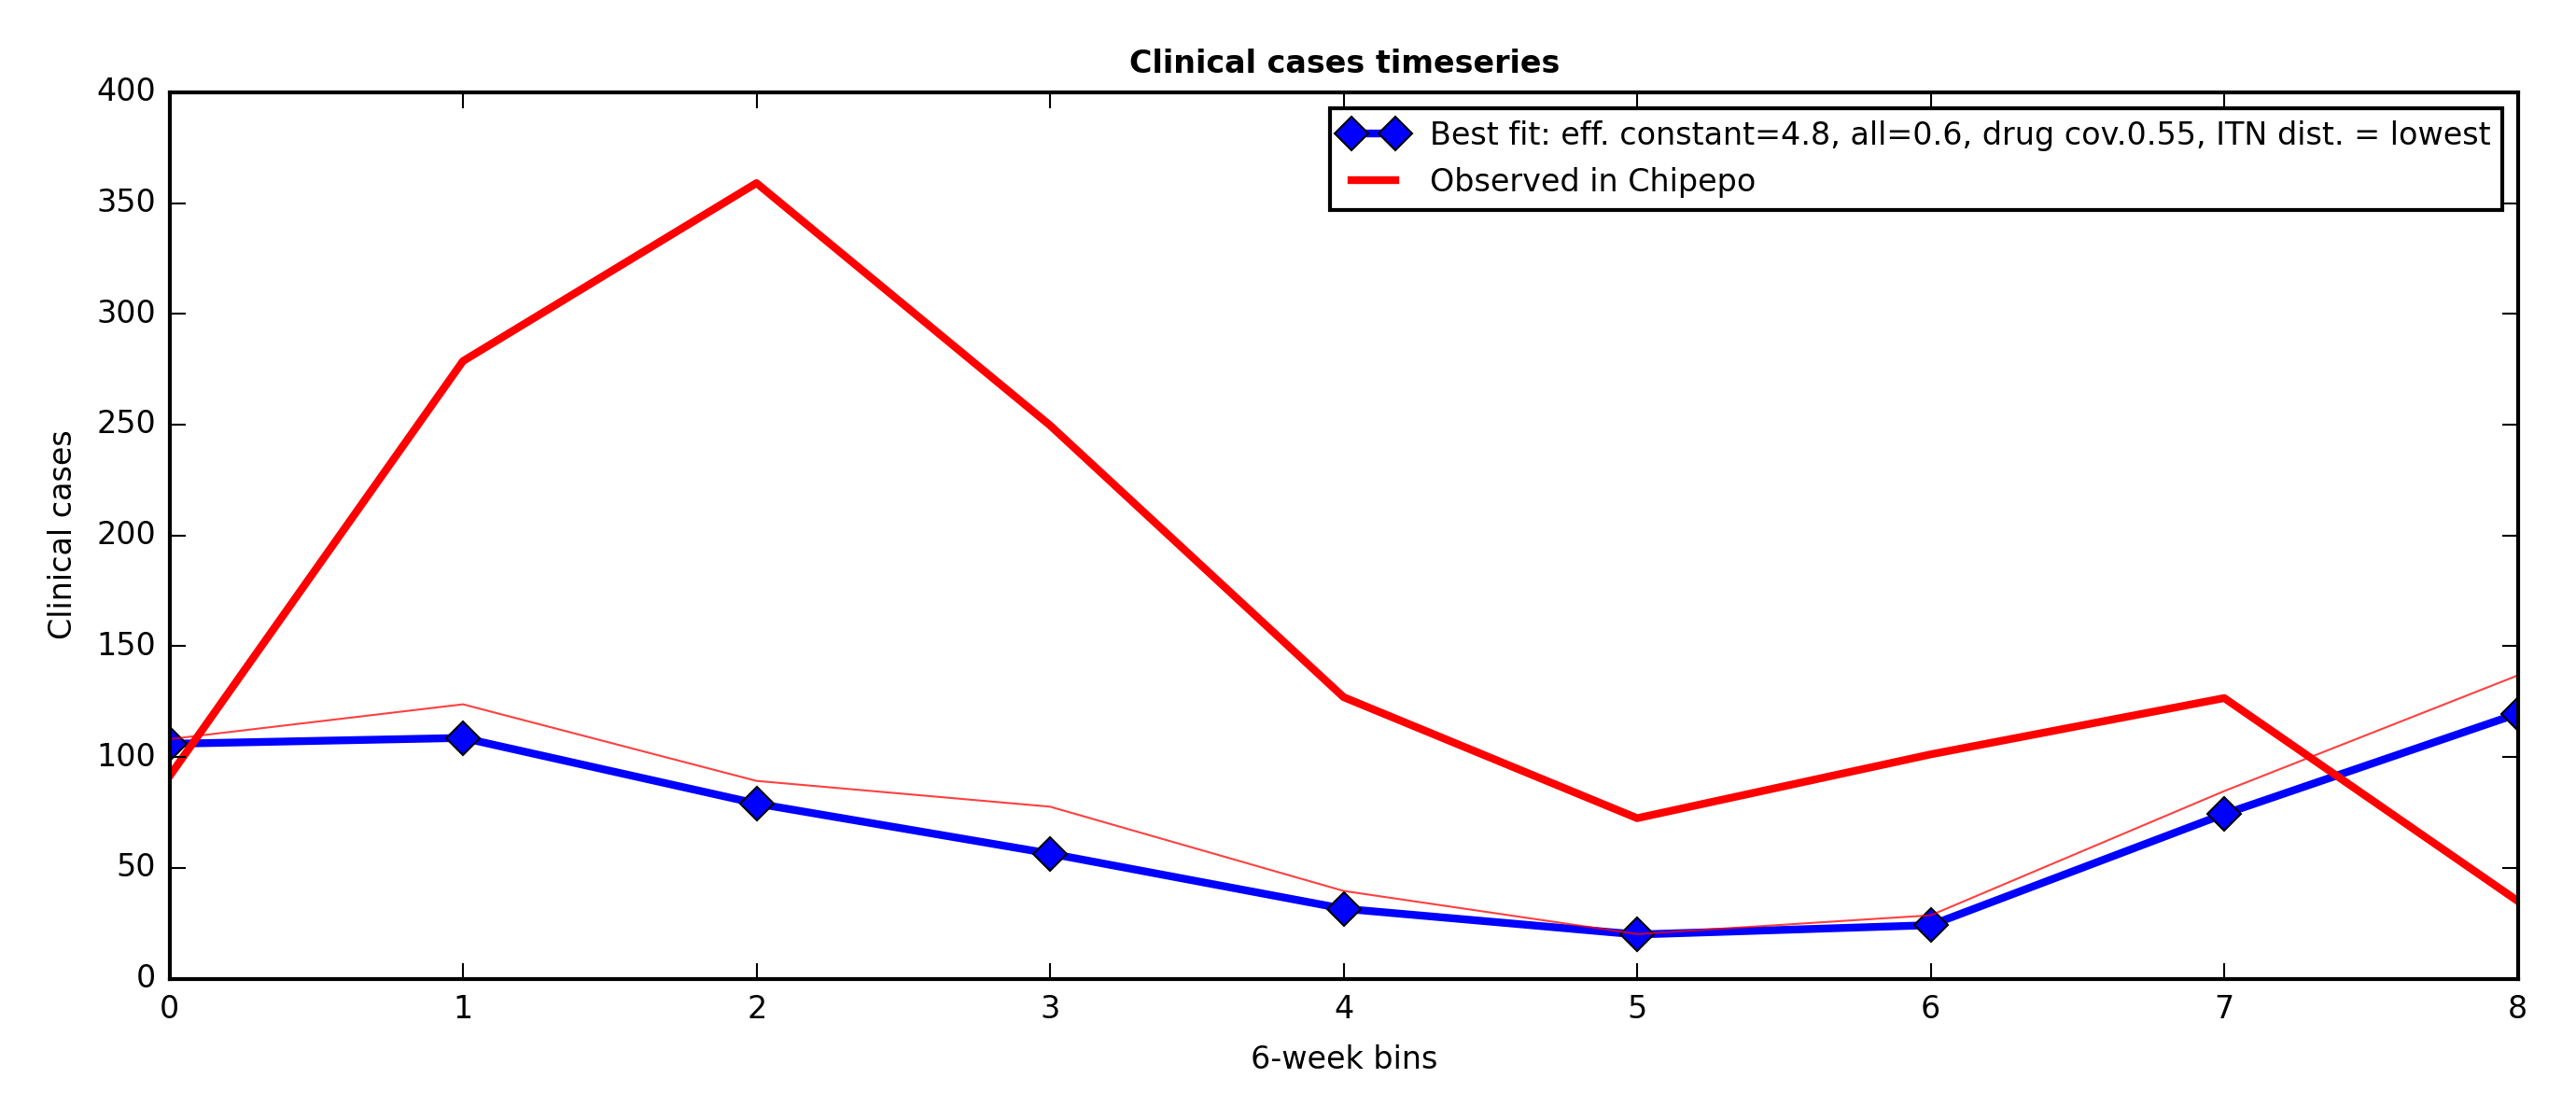 Clinical cases timeseries
400
350
300
250
200
150
100
50
0
Clinical cases
Best fit: eff. constant=4.8, all=0.6, drug cov.0.55, ITN dist. = lowest
Observed in Chipepo
0 1 2 3 4 5 6 7 8
6-week bins